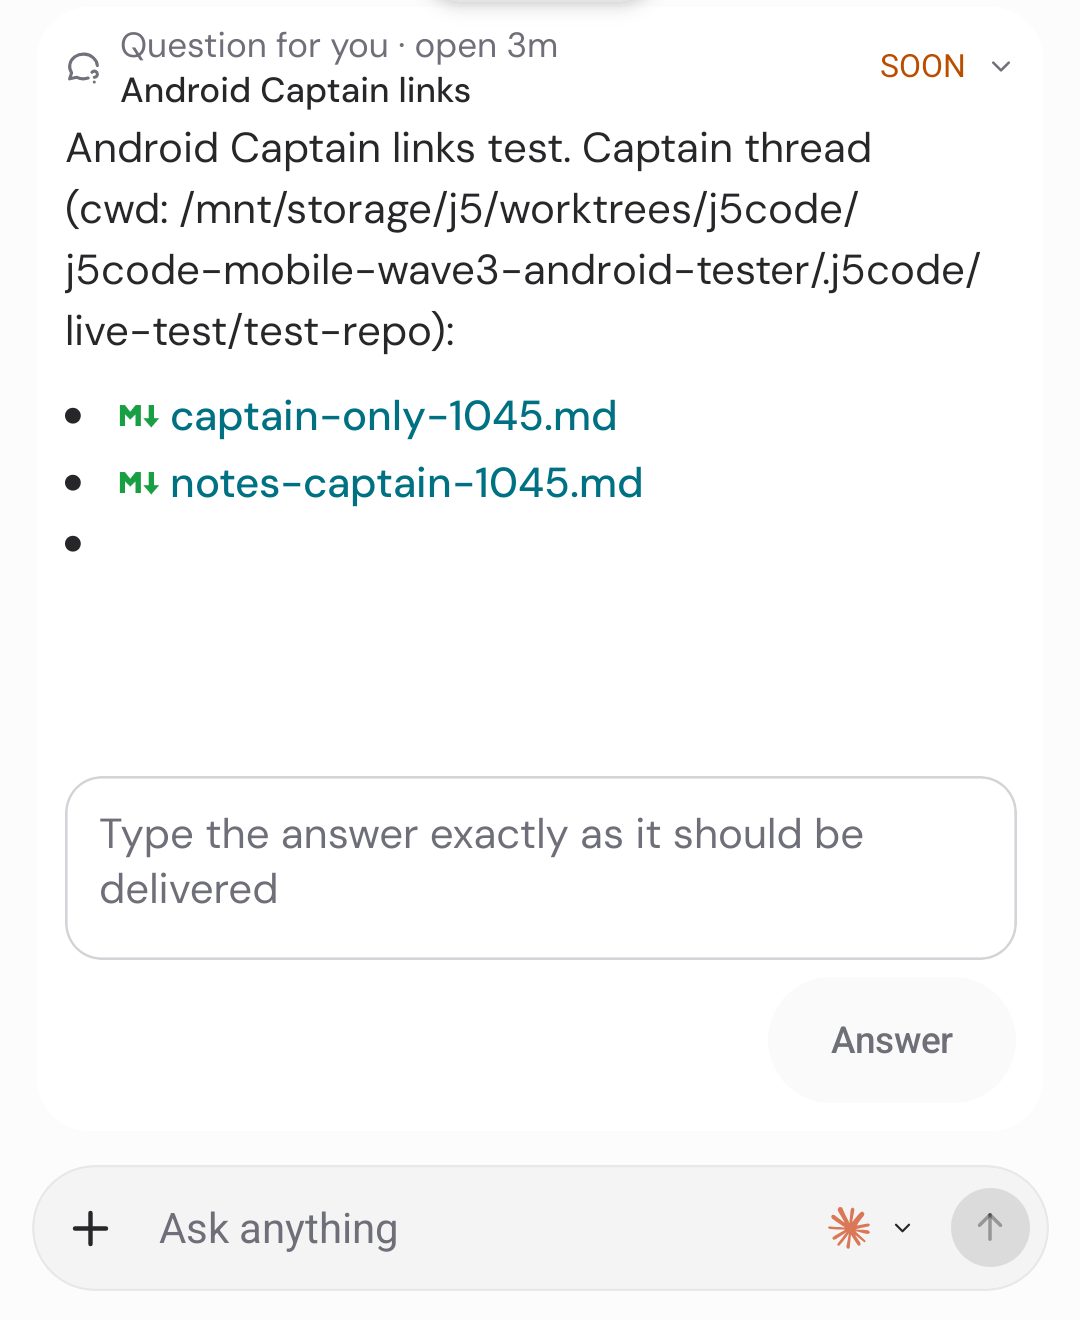 Question for you · open 3m
SOON
Android Captain links
Android Captain links test. Captain thread
(cwd: /mnt/storage/j5/worktrees/j5code/
j5code-mobile-wave3-android-tester/.j5code/
live-test/test-repo):
• M↓ captain-only-1045.md
• M↓ notes-captain-1045.md
•
Type the answer exactly as it should be
delivered
Answer
Ask anything